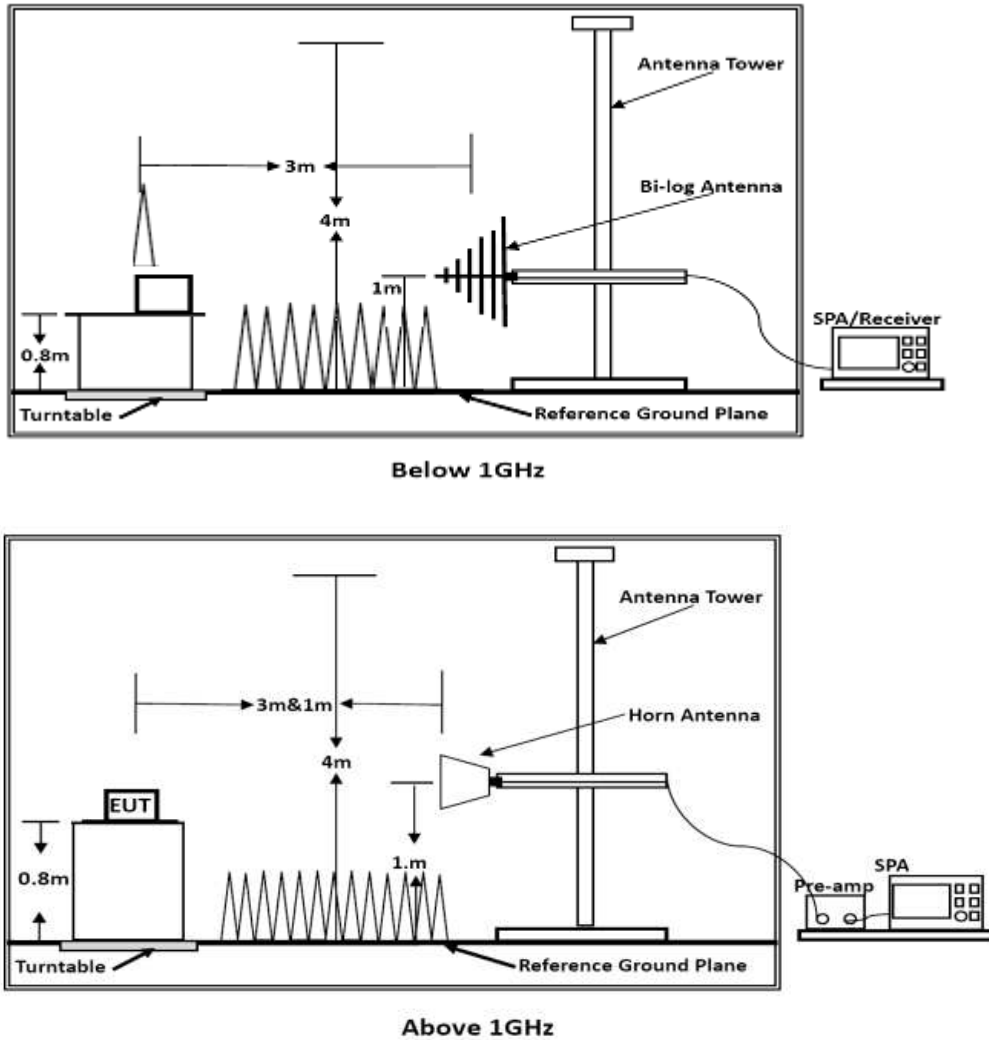 Antenna Tower
3m
Bi-log Antenna
4m
1m
SPA/Receiver
0.8m
Turntable
Reference Ground Plane
Below 1GHz
Antenna Tower
3m&1m
Horn Antenna
4m
EUT
1.m
0.8m
SPA
Pre-amp
Turntable
Reference Ground Plane
Above 1GHz